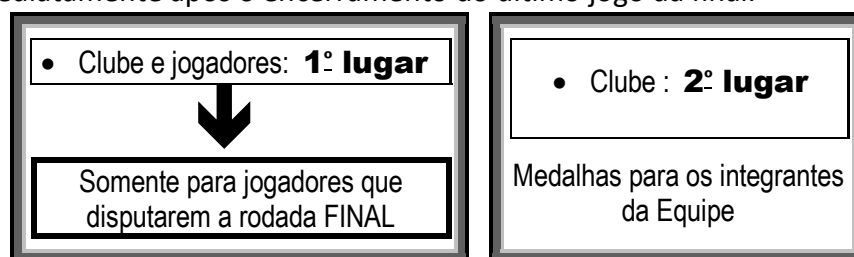 após o encerramento do último jogo da final.
• Clube e jogadores: 1º lugar
Somente para jogadores que
disputarem a rodada FINAL
• Clube : 2º lugar
Medalhas para os integrantes
da Equipe